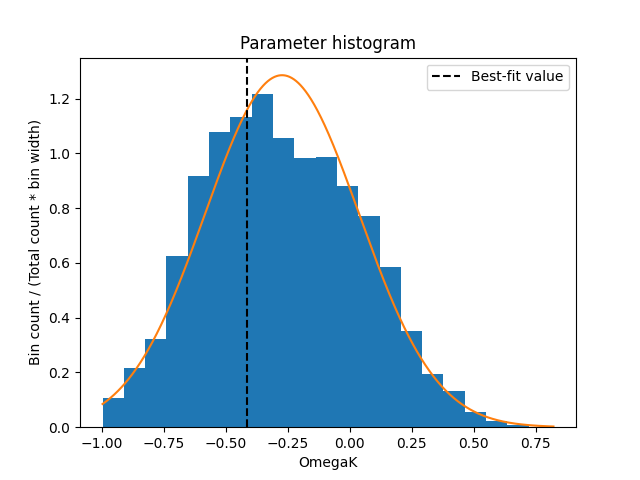 Parameter histogram
Best-fit value
Bin count / (Total count * bin width)
1.2
1.0
0.8
0.6
0.4
0.2
0.0
−1.00 −0.75 −0.50 −0.25 0.00 0.25 0.50 0.75
OmegaK